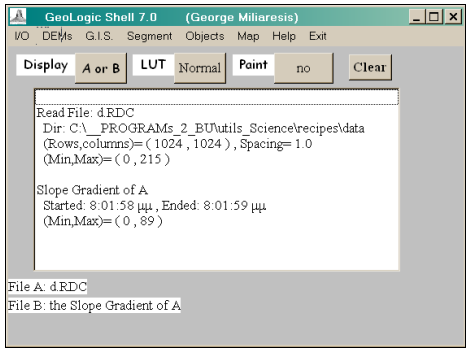 GeoLogic Shell 7.0 (George Miliaresis)
I/O DEMs G.I.S. Segment Objects Map Help Exit
Display A or B LUT Normal Paint no Clear
Read File: d.RDC
Dir: C:\__PROGRAMs_2_BU\utils_Science\recipes\data
(Rows,columns)= ( 1024 , 1024 ) , Spacing= 1.0
(Min,Max)= ( 0 , 215 )
Slope Gradient of A
Started: 8:01:58 μμ , Ended: 8:01:59 μμ
(Min,Max)= ( 0 , 89 )
File A: d.RDC
File B: the Slope Gradient of A